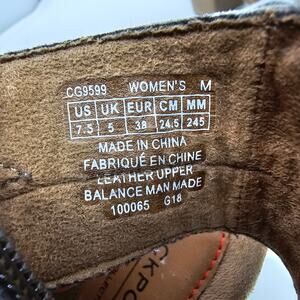 CG9599 WOMEN'S M
US UK EUR CM MM
7.5 5 38 24.5 245
MADE IN CHINA
FABRIQUÉ EN CHINE
LEATHER UPPER
BALANCE MAN MADE
100065 G18
CKPO